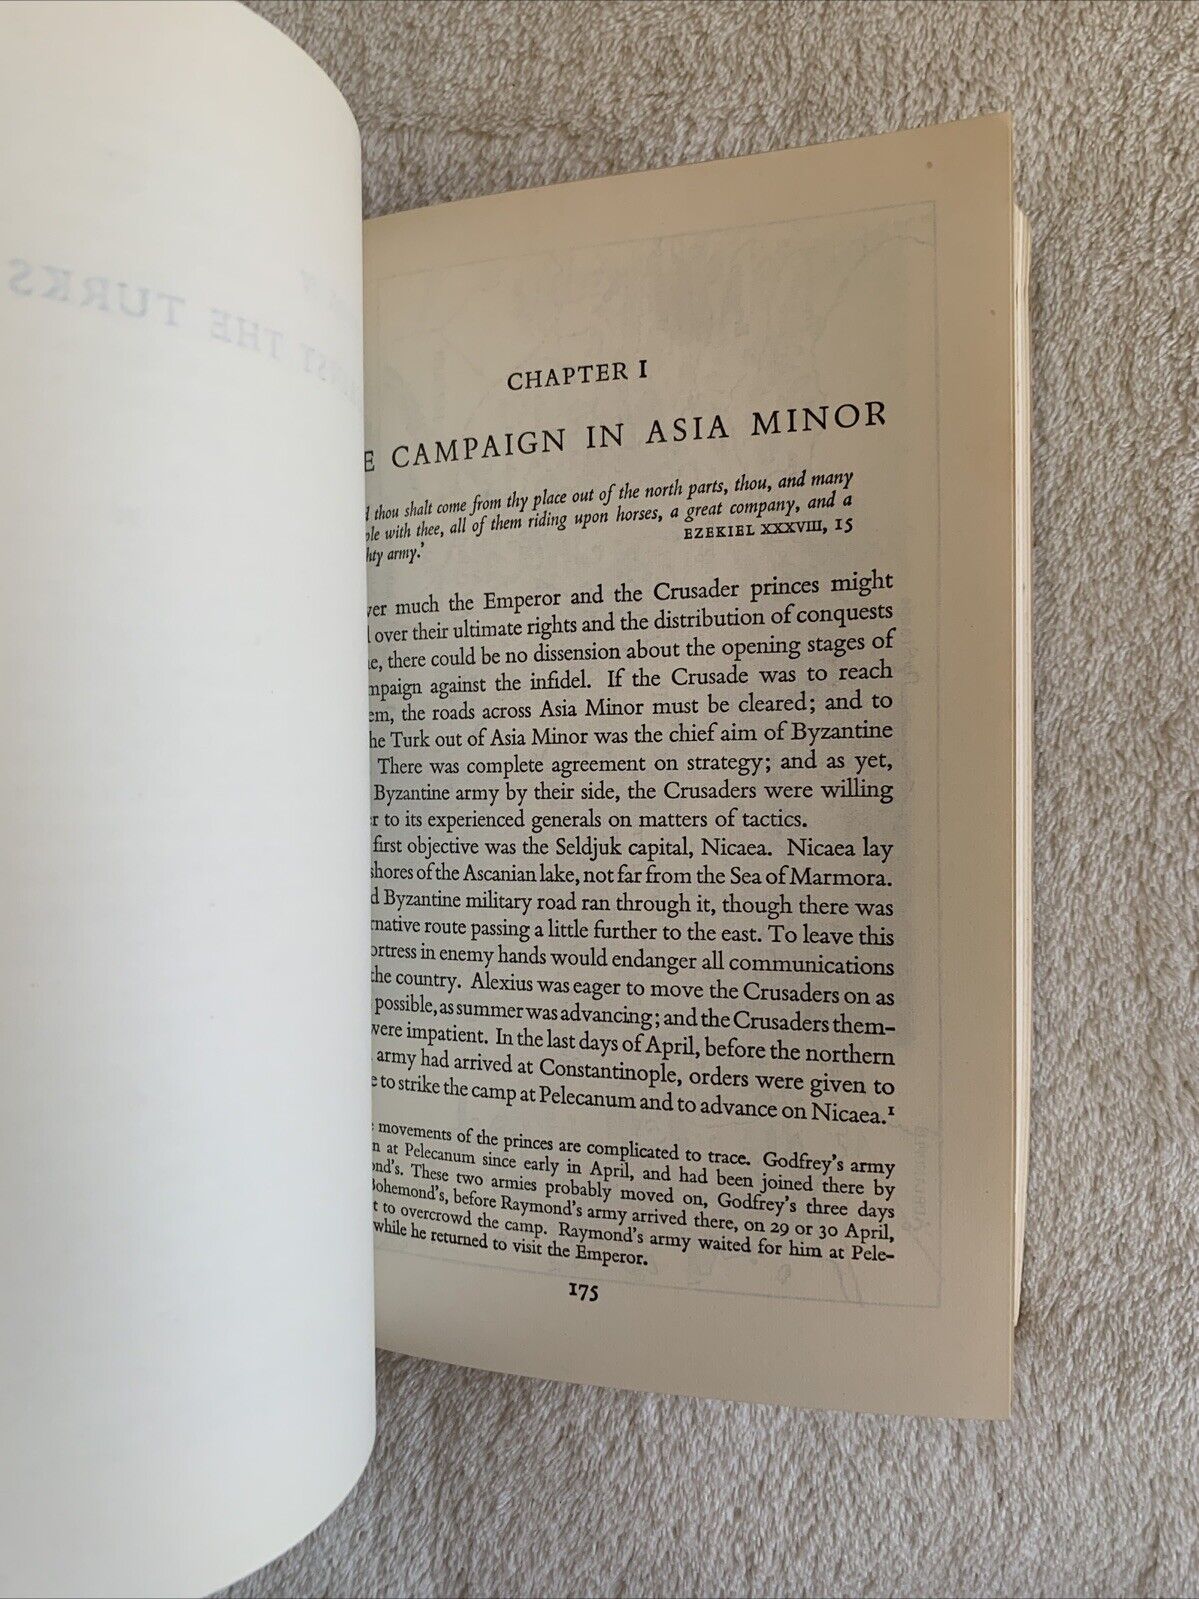 THE TURKS
CHAPTER I
E CAMPAIGN IN ASIA MINOR
thou shalt come from thy place out of the north parts, thou, and many
ple with thee, all of them riding upon horses, a great company, and a
hty army.' EZEKIEL XXXVIII, 15
ver much the Emperor and the Crusader princes might
l over their ultimate rights and the distribution of conquests
e, there could be no dissension about the opening stages of
mpaign against the infidel. If the Crusade was to reach
em, the roads across Asia Minor must be cleared; and to
he Turk out of Asia Minor was the chief aim of Byzantine
There was complete agreement on strategy; and as yet,
Byzantine army by their side, the Crusaders were willing
r to its experienced generals on matters of tactics.
first objective was the Seldjuk capital, Nicaea. Nicaea lay
shores of the Ascanian lake, not far from the Sea of Marmora.
d Byzantine military road ran through it, though there was
rnative route passing a little further to the east. To leave this
ortress in enemy hands would endanger all communications
the country. Alexius was eager to move the Crusaders on as
possible, as summer was advancing; and the Crusaders them-
were impatient. In the last days of April, before the northern
army had arrived at Constantinople, orders were given to
e to strike the camp at Pelecanum and to advance on Nicaea.¹
movements of the princes are complicated to trace. Godfrey's army
n at Pelecanum since early in April, and had been joined there by
ond's. These two armies probably moved on, Godfrey's three days
Bohemond's, before Raymond's army arrived there, on 29 or 30 April,
t to overcrowd the camp. Raymond's army waited for him at Pele-
while he returned to visit the Emperor.
175